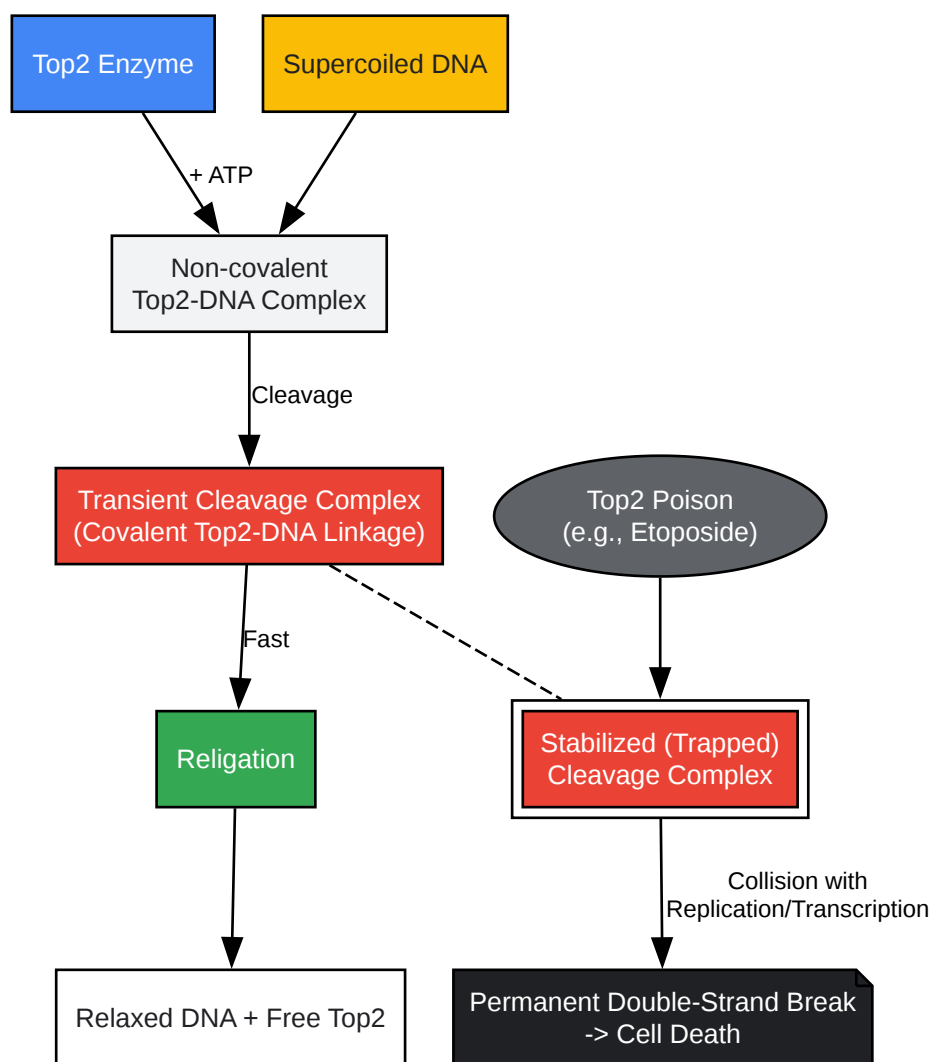 Top2 Enzyme
Supercoiled DNA
+ ATP
Non-covalent
Top2-DNA Complex
Cleavage
Transient Cleavage Complex
(Covalent Top2-DNA Linkage)
Top2 Poison
(e.g., Etoposide)
Fast
Religation
Stabilized (Trapped)
Cleavage Complex
Collision with
Replication/Transcription
Relaxed DNA + Free Top2
Permanent Double-Strand Break
-> Cell Death